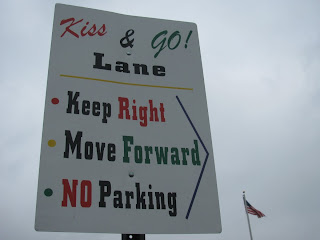 Kiss & GO!
Lane
• Keep Right
• Move Forward
• NO Parking